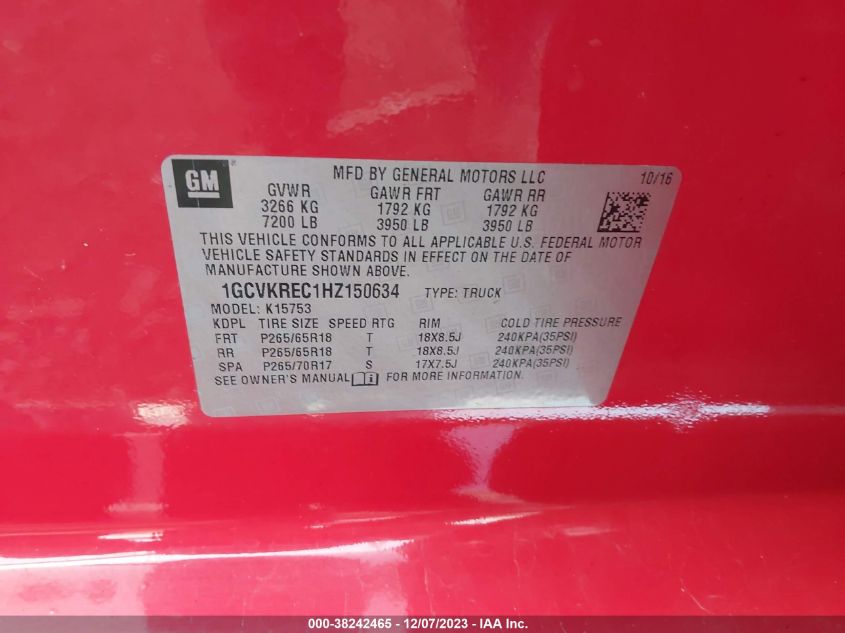 GM
MFD BY GENERAL MOTORS LLC 10/16
GVWR GAWR FRT GAWR RR
3266 KG 1792 KG 1792 KG
7200 LB 3950 LB 3950 LB
THIS VEHICLE CONFORMS TO ALL APPLICABLE U.S. FEDERAL MOTOR
VEHICLE SAFETY STANDARDS IN EFFECT ON THE DATE OF
MANUFACTURE SHOWN ABOVE.
1GCVKREC1HZ150634 TYPE: TRUCK
MODEL: K15753
KDPL TIRE SIZE SPEED RTG RIM COLD TIRE PRESSURE
FRT P265/65R18 T 18X8.5J 240KPA(35PSI)
RR P265/65R18 T 18X8.5J 240KPA(35PSI)
SPA P265/70R17 S 17X7.5J 240KPA(35PSI)
SEE OWNER'S MANUAL FOR MORE INFORMATION.
000-38242465 - 12/07/2023 - IAA Inc.